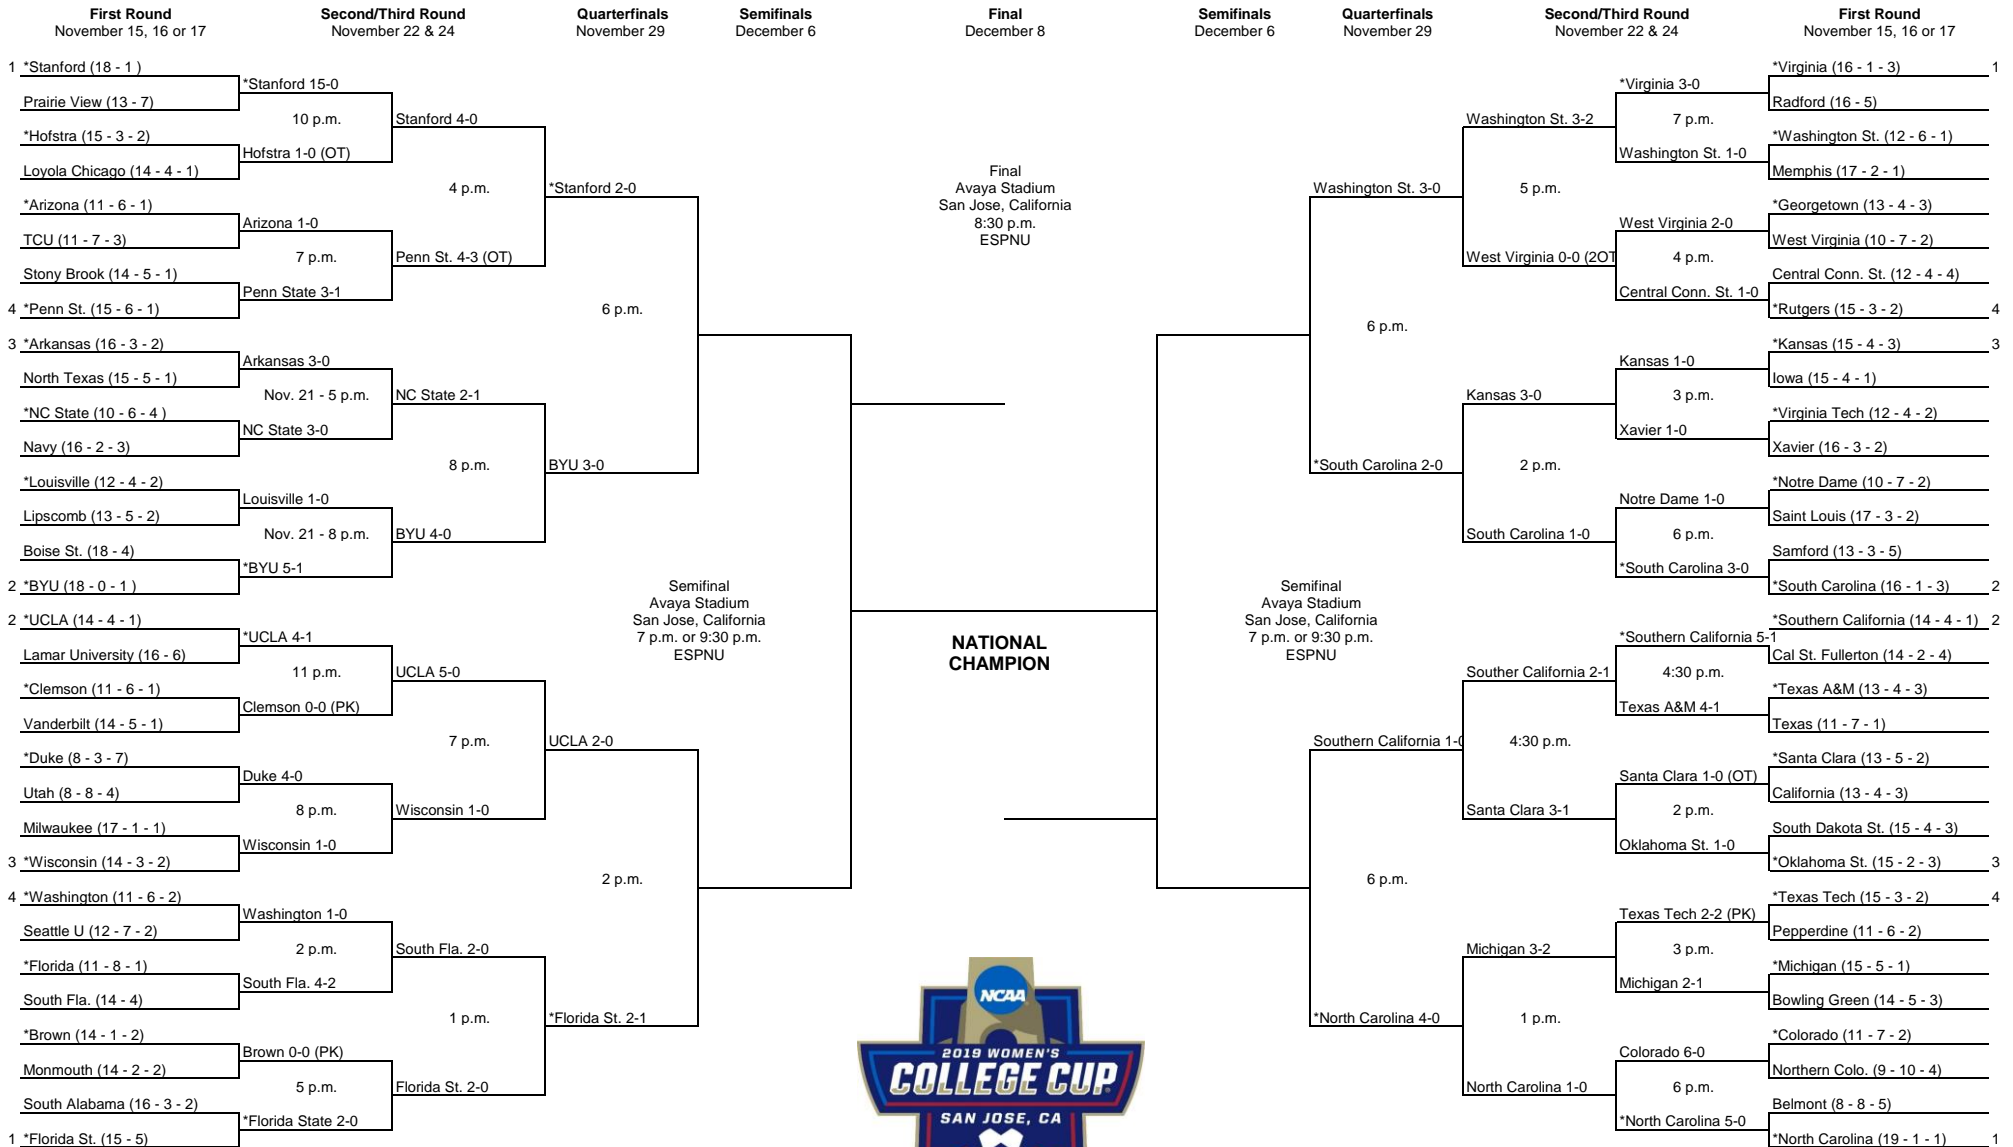 First Round
November 15, 16 or 17
Second/Third Round
November 22 & 24
Quarterfinals
November 29
Semifinals
December 6
Final
December 8
Semifinals
December 6
Quarterfinals
November 29
Second/Third Round
November 22 & 24
First Round
November 15, 16 or 17
1 *Stanford (18 - 1 )
Prairie View (13 - 7)
*Hofstra (15 - 3 - 2)
Loyola Chicago (14 - 4 - 1)
*Arizona (11 - 6 - 1)
TCU (11 - 7 - 3)
Stony Brook (14 - 5 - 1)
4 *Penn St. (15 - 6 - 1)
3 *Arkansas (16 - 3 - 2)
North Texas (15 - 5 - 1)
*NC State (10 - 6 - 4 )
Navy (16 - 2 - 3)
*Louisville (12 - 4 - 2)
Lipscomb (13 - 5 - 2)
Boise St. (18 - 4)
2 *BYU (18 - 0 - 1 )
2 *UCLA (14 - 4 - 1)
Lamar University (16 - 6)
*Clemson (11 - 6 - 1)
Vanderbilt (14 - 5 - 1)
*Duke (8 - 3 - 7)
Utah (8 - 8 - 4)
Milwaukee (17 - 1 - 1)
3 *Wisconsin (14 - 3 - 2)
4 *Washington (11 - 6 - 2)
Seattle U (12 - 7 - 2)
*Florida (11 - 8 - 1)
South Fla. (14 - 4)
*Brown (14 - 1 - 2)
Monmouth (14 - 2 - 2)
South Alabama (16 - 3 - 2)
1 *Florida St. (15 - 5)
*Stanford 15-0
10 p.m.
Hofstra 1-0 (OT)
Arizona 1-0
7 p.m.
Penn State 3-1
Arkansas 3-0
Nov. 21 - 5 p.m.
NC State 3-0
Louisville 1-0
Nov. 21 - 8 p.m.
*BYU 5-1
*UCLA 4-1
11 p.m.
Clemson 0-0 (PK)
Duke 4-0
8 p.m.
Wisconsin 1-0
Washington 1-0
2 p.m.
South Fla. 4-2
Brown 0-0 (PK)
5 p.m.
*Florida State 2-0
Stanford 4-0
4 p.m.
Penn St. 4-3 (OT)
NC State 2-1
8 p.m.
BYU 4-0
UCLA 5-0
7 p.m.
Wisconsin 1-0
South Fla. 2-0
1 p.m.
Florida St. 2-0
*Stanford 2-0
6 p.m.
BYU 3-0
UCLA 2-0
2 p.m.
*Florida St. 2-1
Semifinal
Avaya Stadium
San Jose, California
7 p.m. or 9:30 p.m.
ESPNU
Final
Avaya Stadium
San Jose, California
8:30 p.m.
ESPNU
NATIONAL
CHAMPION
NCAA
2019 WOMEN'S
COLLEGE CUP
SAN JOSE, CA
Semifinal
Avaya Stadium
San Jose, California
7 p.m. or 9:30 p.m.
ESPNU
Washington St. 3-0
6 p.m.
*South Carolina 2-0
Southern California 1-0
6 p.m.
*North Carolina 4-0
Washington St. 3-2
5 p.m.
West Virginia 0-0 (2OT
Kansas 3-0
2 p.m.
South Carolina 1-0
Souther California 2-1
4:30 p.m.
Santa Clara 3-1
Michigan 3-2
1 p.m.
North Carolina 1-0
*Virginia 3-0
7 p.m.
Washington St. 1-0
West Virginia 2-0
4 p.m.
Central Conn. St. 1-0
Kansas 1-0
3 p.m.
Xavier 1-0
Notre Dame 1-0
6 p.m.
*South Carolina 3-0
*Southern California 5-1
4:30 p.m.
Texas A&M 4-1
Santa Clara 1-0 (OT)
2 p.m.
Oklahoma St. 1-0
Texas Tech 2-2 (PK)
3 p.m.
Michigan 2-1
Colorado 6-0
6 p.m.
*North Carolina 5-0
*Virginia (16 - 1 - 3) 1
Radford (16 - 5)
*Washington St. (12 - 6 - 1)
Memphis (17 - 2 - 1)
*Georgetown (13 - 4 - 3)
West Virginia (10 - 7 - 2)
Central Conn. St. (12 - 4 - 4)
*Rutgers (15 - 3 - 2) 4
*Kansas (15 - 4 - 3) 3
Iowa (15 - 4 - 1)
*Virginia Tech (12 - 4 - 2)
Xavier (16 - 3 - 2)
*Notre Dame (10 - 7 - 2)
Saint Louis (17 - 3 - 2)
Samford (13 - 3 - 5)
*South Carolina (16 - 1 - 3) 2
*Southern California (14 - 4 - 1) 2
Cal St. Fullerton (14 - 2 - 4)
*Texas A&M (13 - 4 - 3)
Texas (11 - 7 - 1)
*Santa Clara (13 - 5 - 2)
California (13 - 4 - 3)
South Dakota St. (15 - 4 - 3)
*Oklahoma St. (15 - 2 - 3) 3
*Texas Tech (15 - 3 - 2) 4
Pepperdine (11 - 6 - 2)
*Michigan (15 - 5 - 1)
Bowling Green (14 - 5 - 3)
*Colorado (11 - 7 - 2)
Northern Colo. (9 - 10 - 4)
Belmont (8 - 8 - 5)
*North Carolina (19 - 1 - 1) 1